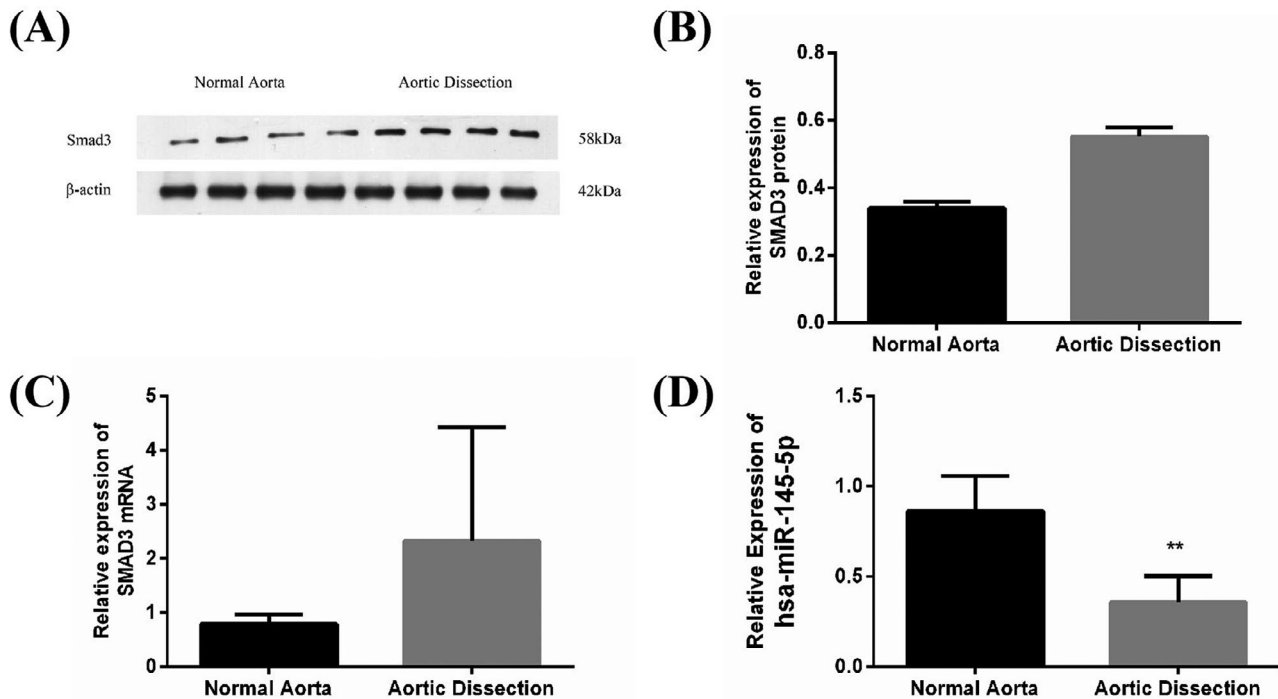 (A)
Normal Aorta
Aortic Dissection
Smad3
58kDa
β-actin
42kDa
(B)
Relative expression of
SMAD3 protein
0.8
0.6
0.4
0.2
0.0
Normal Aorta
Aortic Dissection
(C)
Relative expression of
SMAD3 mRNA
5
4
3
2
1
0
Normal Aorta
Aortic Dissection
(D)
Relative Expression of
hsa-miR-145-5p
1.5
1.0
0.5
0.0
**
Normal Aorta
Aortic Dissection